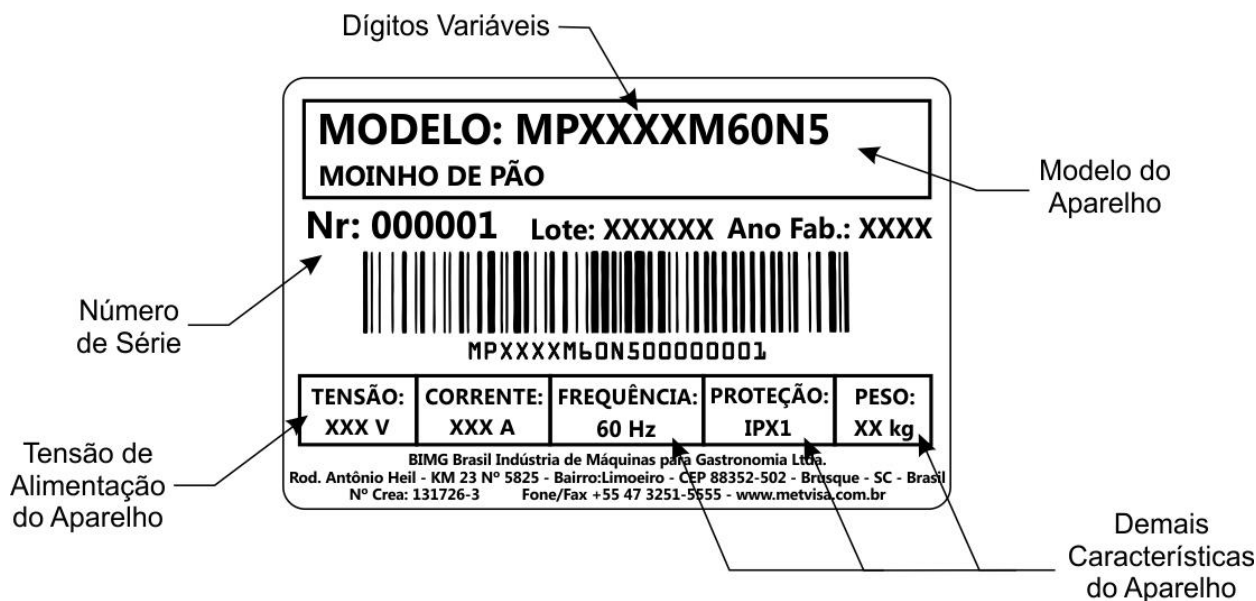 Dígitos Variáveis
MODELO: MPXXXXM60N5
MOINHO DE PÃO
Modelo do
Aparelho
Nr: 000001 Lote: XXXXXX Ano Fab.: XXXX
Número
de Série
MPXXXXM60N500000001
TENSÃO: CORRENTE: FREQUÊNCIA: PROTEÇÃO: PESO:
XXX V XXX A 60 Hz IPX1 XX kg
Tensão de
Alimentação
do Aparelho
BIMG Brasil Indústria de Máquinas para Gastronomia Ltda.
Rod. Antônio Heil - KM 23 Nº 5825 - Bairro:Limoeiro - CEP 88352-502 - Brusque - SC - Brasil
Nº Crea: 131726-3 Fone/Fax +55 47 3251-5555 - www.metvisa.com.br
Demais
Características
do Aparelho